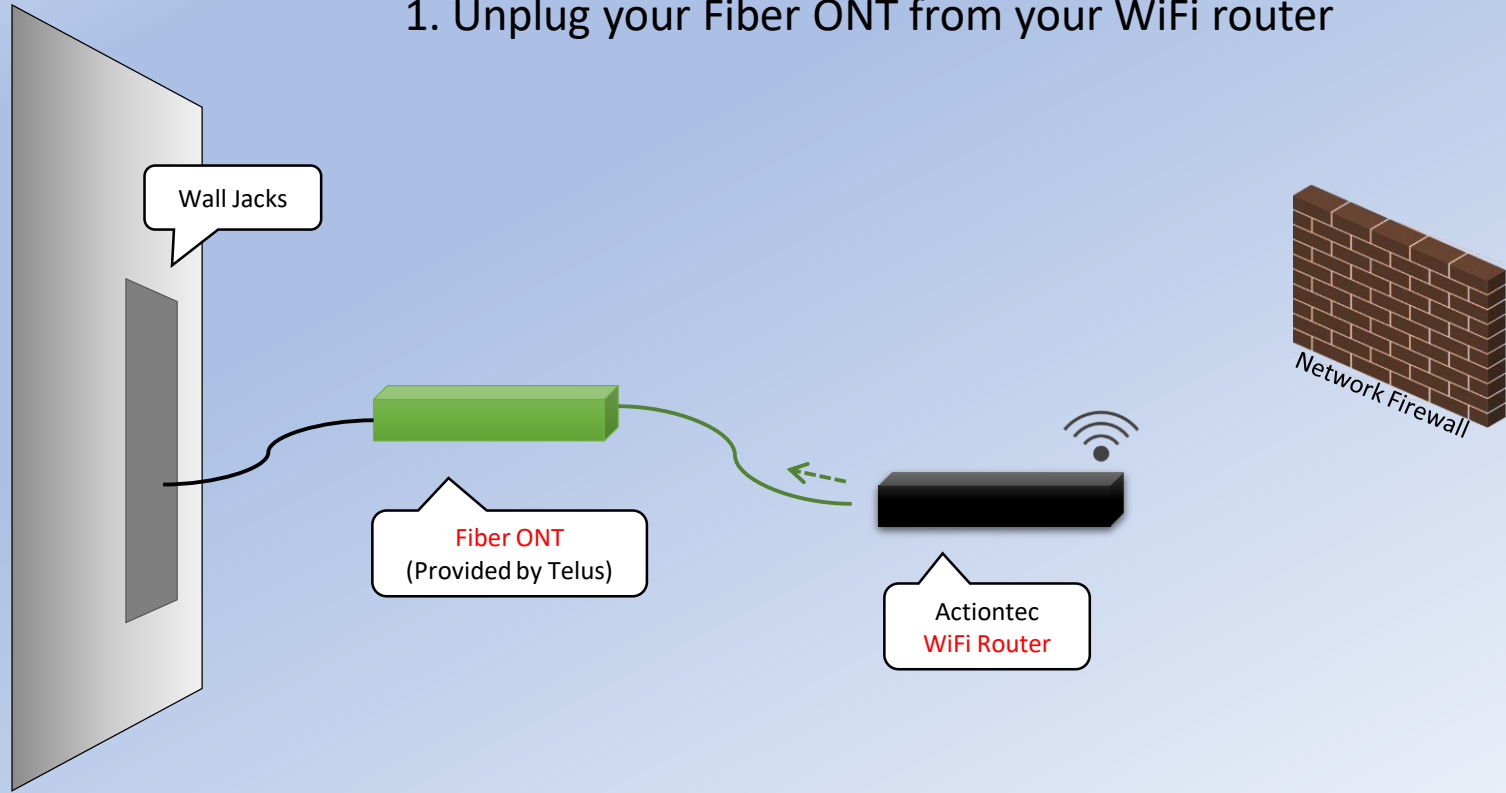 1. Unplug your Fiber ONT from your WiFi router
Wall Jacks
Network Firewall
Fiber ONT
(Provided by Telus)
Actiontec
WiFi Router